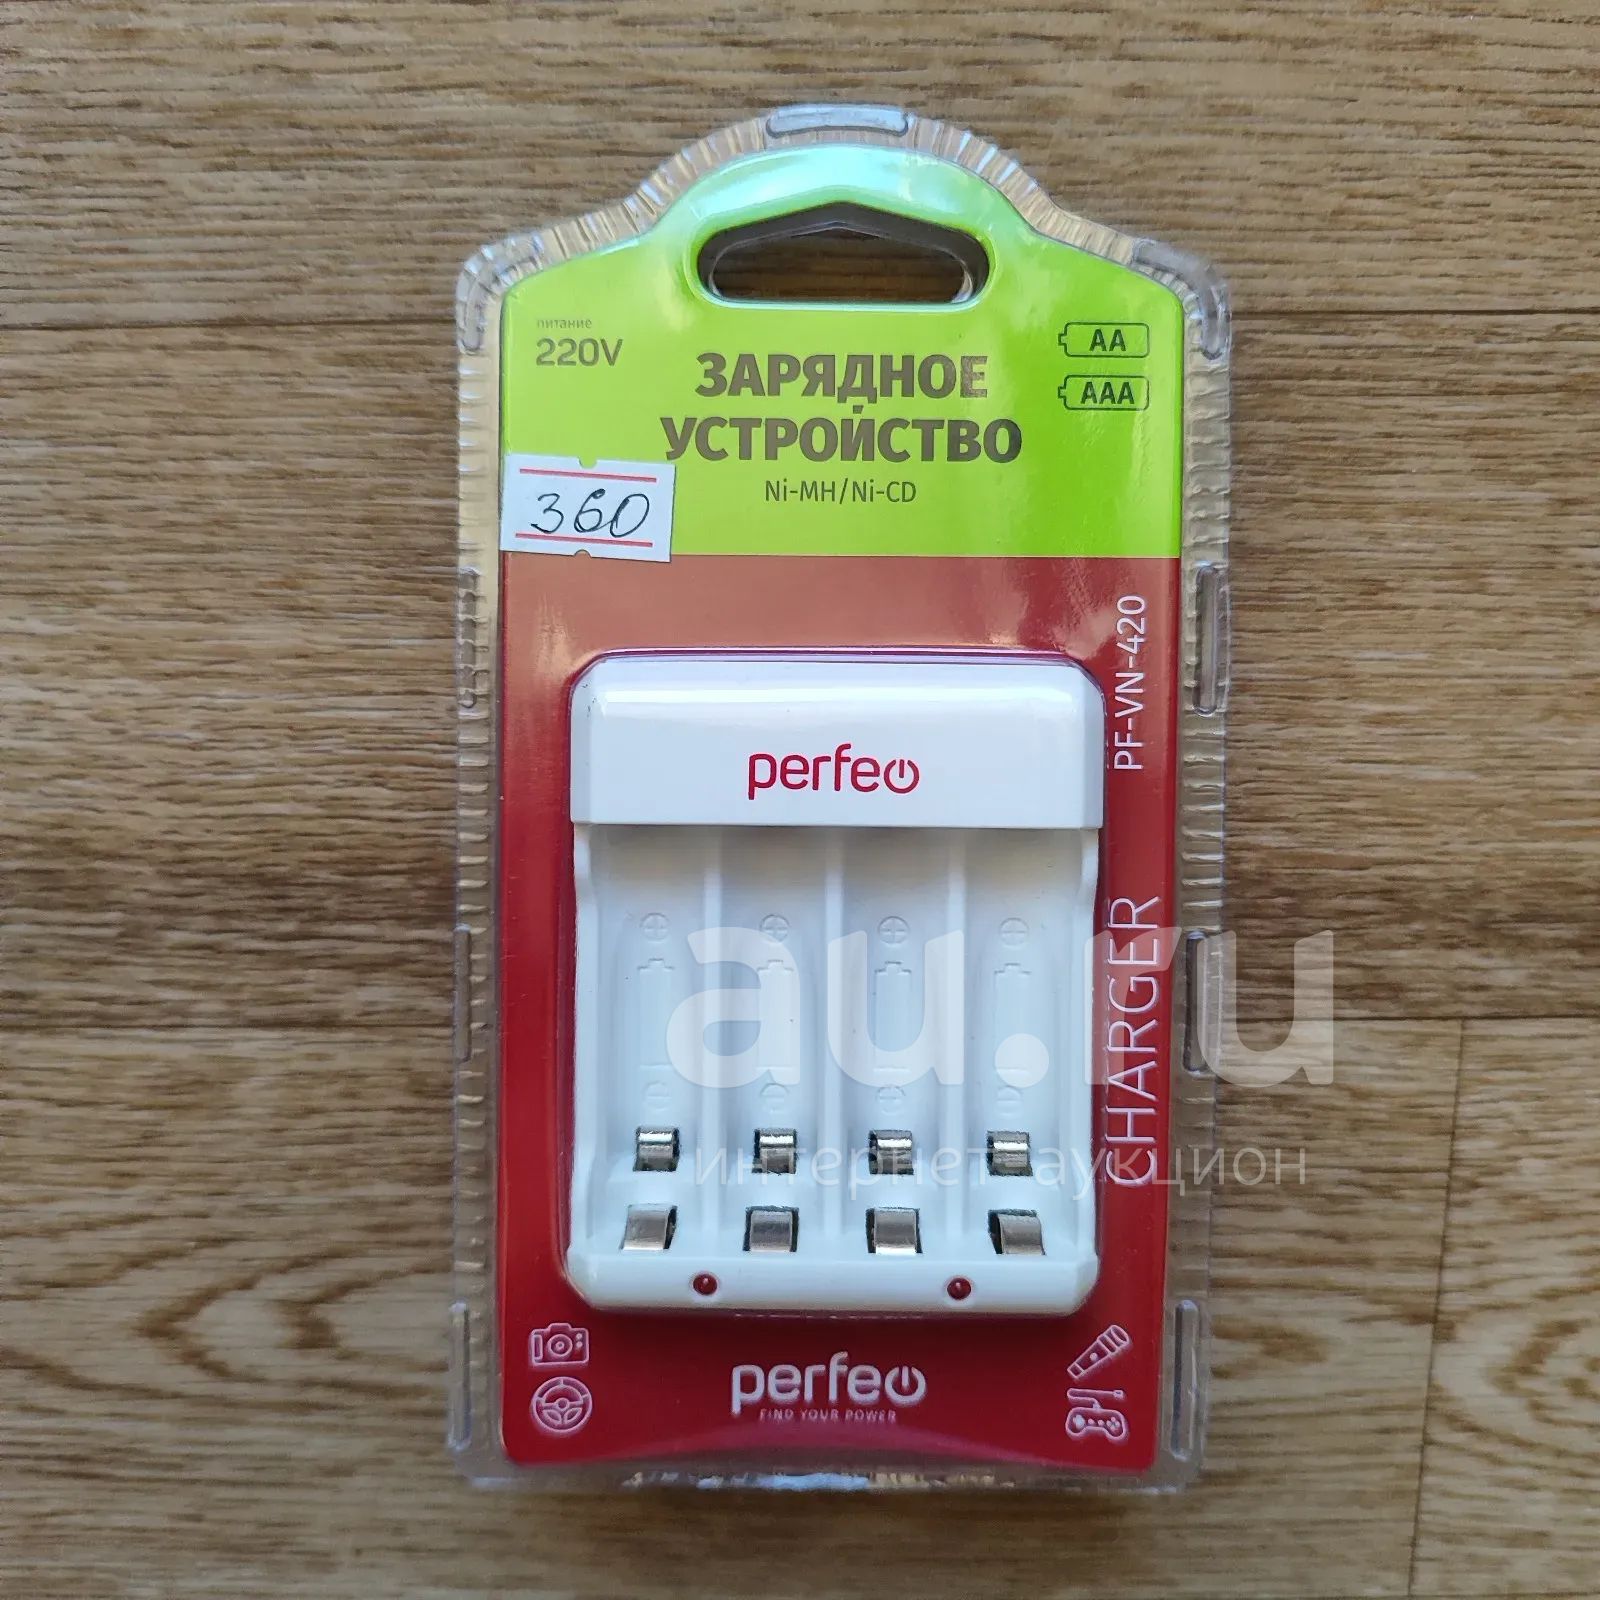 питание
220V
AA
AAA
ЗАРЯДНОЕ
УСТРОЙСТВО
Ni-MH/Ni-CD
360
PF-VN-420
perfeo
CHARGER
au.ru
интернет-аукцион
perfeo
FIND YOUR POWER